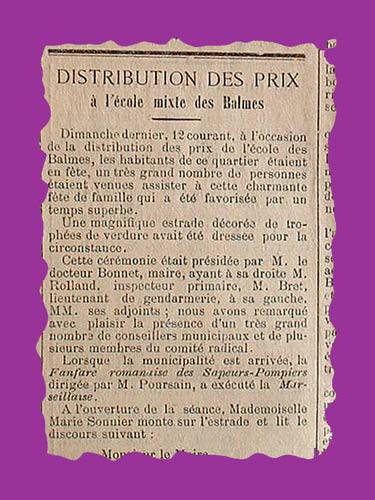 DISTRIBUTION DES PRIX
à l'école mixte des Balmes
Dimanche dernier, 12 courant, à l'occasion
de la distribution des prix de l'école des
Balmes, les habitants de ce quartier étaient
en fête, un très grand nombre de personnes
étaient venues assister à cette charmante
fête de famille qui a été favorisée par un
temps superbe.
Une magnifique estrade décorés de tro-
phées de verdure avait été dressée pour la
circonstance.
Cette cérémonie était présidée par M. le
docteur Bonnet, maire, ayant à sa droite M.
Rolland, inspecteur primaire, M. Bret,
lieutenant de gendarmerie, à sa gauche,
MM. ses adjoints ; nous avons remarqué
avec plaisir la présence d'un très grand
nombre de conseillers municipaux et de plu-
sieurs membres du comité radical.
Lorsque la municipalité est arrivée, la
Fanfare romanaise des Sapeurs-Pompiers
dirigée par M. Poursain, a exécuté la Mar-
seillaise.
A l'ouverture de la séance, Mademoiselle
Marie Sonnier monte sur l'estrade et lit le
discours suivant :
Monsieur le Maire